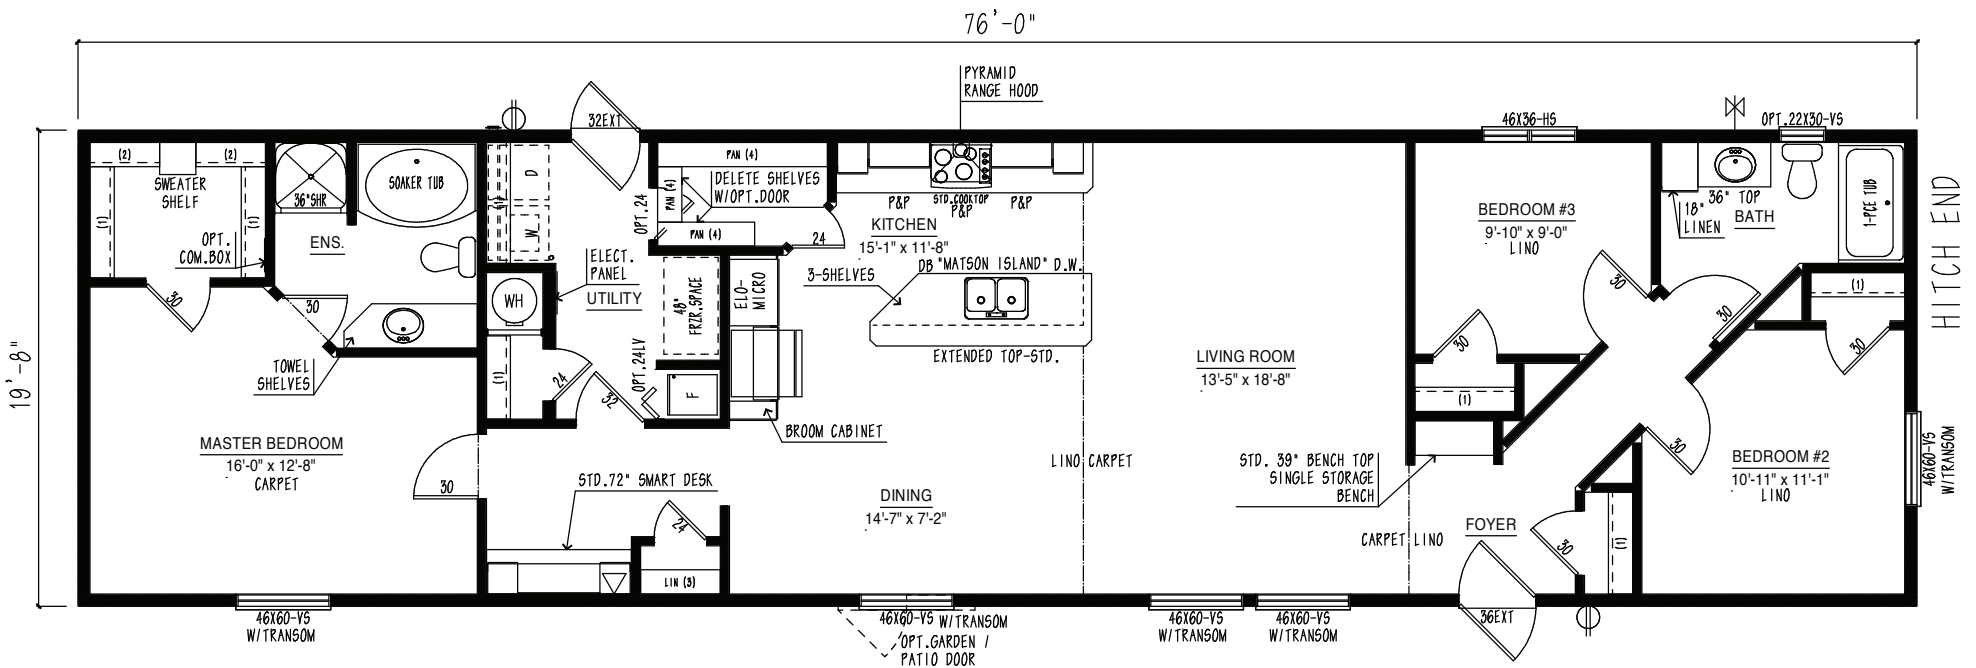 76'-0"
19'-8"
HITCH END
PYRAMID
RANGE HOOD
32EXT
46X36-HS
OPT.22X30-VS
(2)
(2)
SWEATER
SHELF
(1)
(1)
OPT.
COM.BOX
30
36"SHR
SOAKER TUB
ENS.
30
TOWEL
SHELVES
MASTER BEDROOM
16'-0" x 12'-8"
CARPET
30
46X60-VS
W/TRANSOM
D
(1)
W
WH
(1)
24
ELECT.
PANEL
UTILITY
OPT.24
OPT.24LV
32
48"
FRZR.SPACE
F
PAN (4)
PAN (4)
PAN (4)
DELETE SHELVES
W/OPT.DOOR
24
ELO-
MICRO
BROOM CABINET
STD.72" SMART DESK
24
LIN (3)
KITCHEN
15'-1" x 11'-8"
P&P
STD.COOKTOP
P&P
P&P
3-SHELVES
DB "MATSON ISLAND" D.W.
EXTENDED TOP-STD.
DINING
14'-7" x 7'-2"
LINO CARPET
46X60-VS
W/TRANSOM
OPT.GARDEN /
PATIO DOOR
LIVING ROOM
13'-5" x 18'-8"
46X60-VS
W/TRANSOM
46X60-VS
W/TRANSOM
STD. 39" BENCH TOP
SINGLE STORAGE
BENCH
CARPET LINO
FOYER
36EXT
30
(1)
BEDROOM #3
9'-10" x 9'-0"
LINO
30
30
(1)
18"
LINEN
36" TOP
BATH
1-PCE TUB
30
(1)
30
BEDROOM #2
10'-11" x 11'-1"
LINO
30
46X60-VS
W/TRANSOM